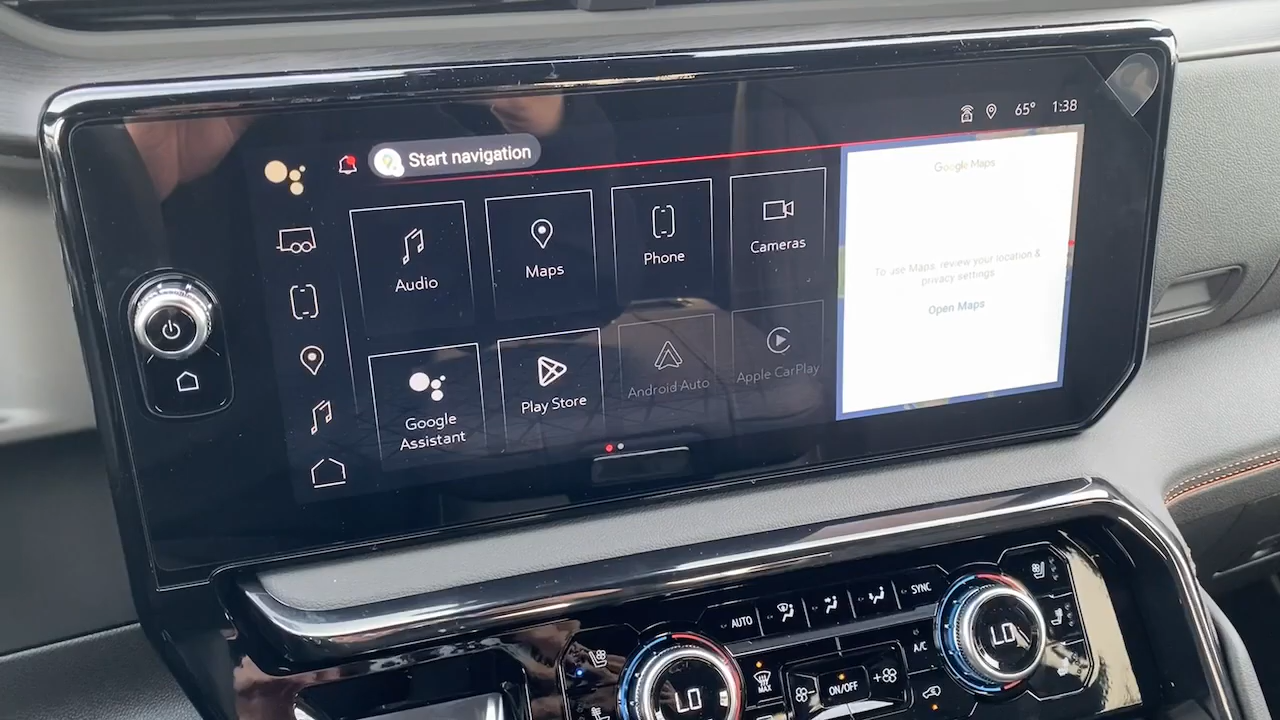 65° 1:38
Start navigation
Google Maps
Audio
Maps
Phone
Cameras
To use Maps, review your location &
privacy settings
Open Maps
Google
Assistant
Play Store
Android Auto
Apple CarPlay
AUTO
SYNC
LO
A/C
LO
MAX
ON/OFF